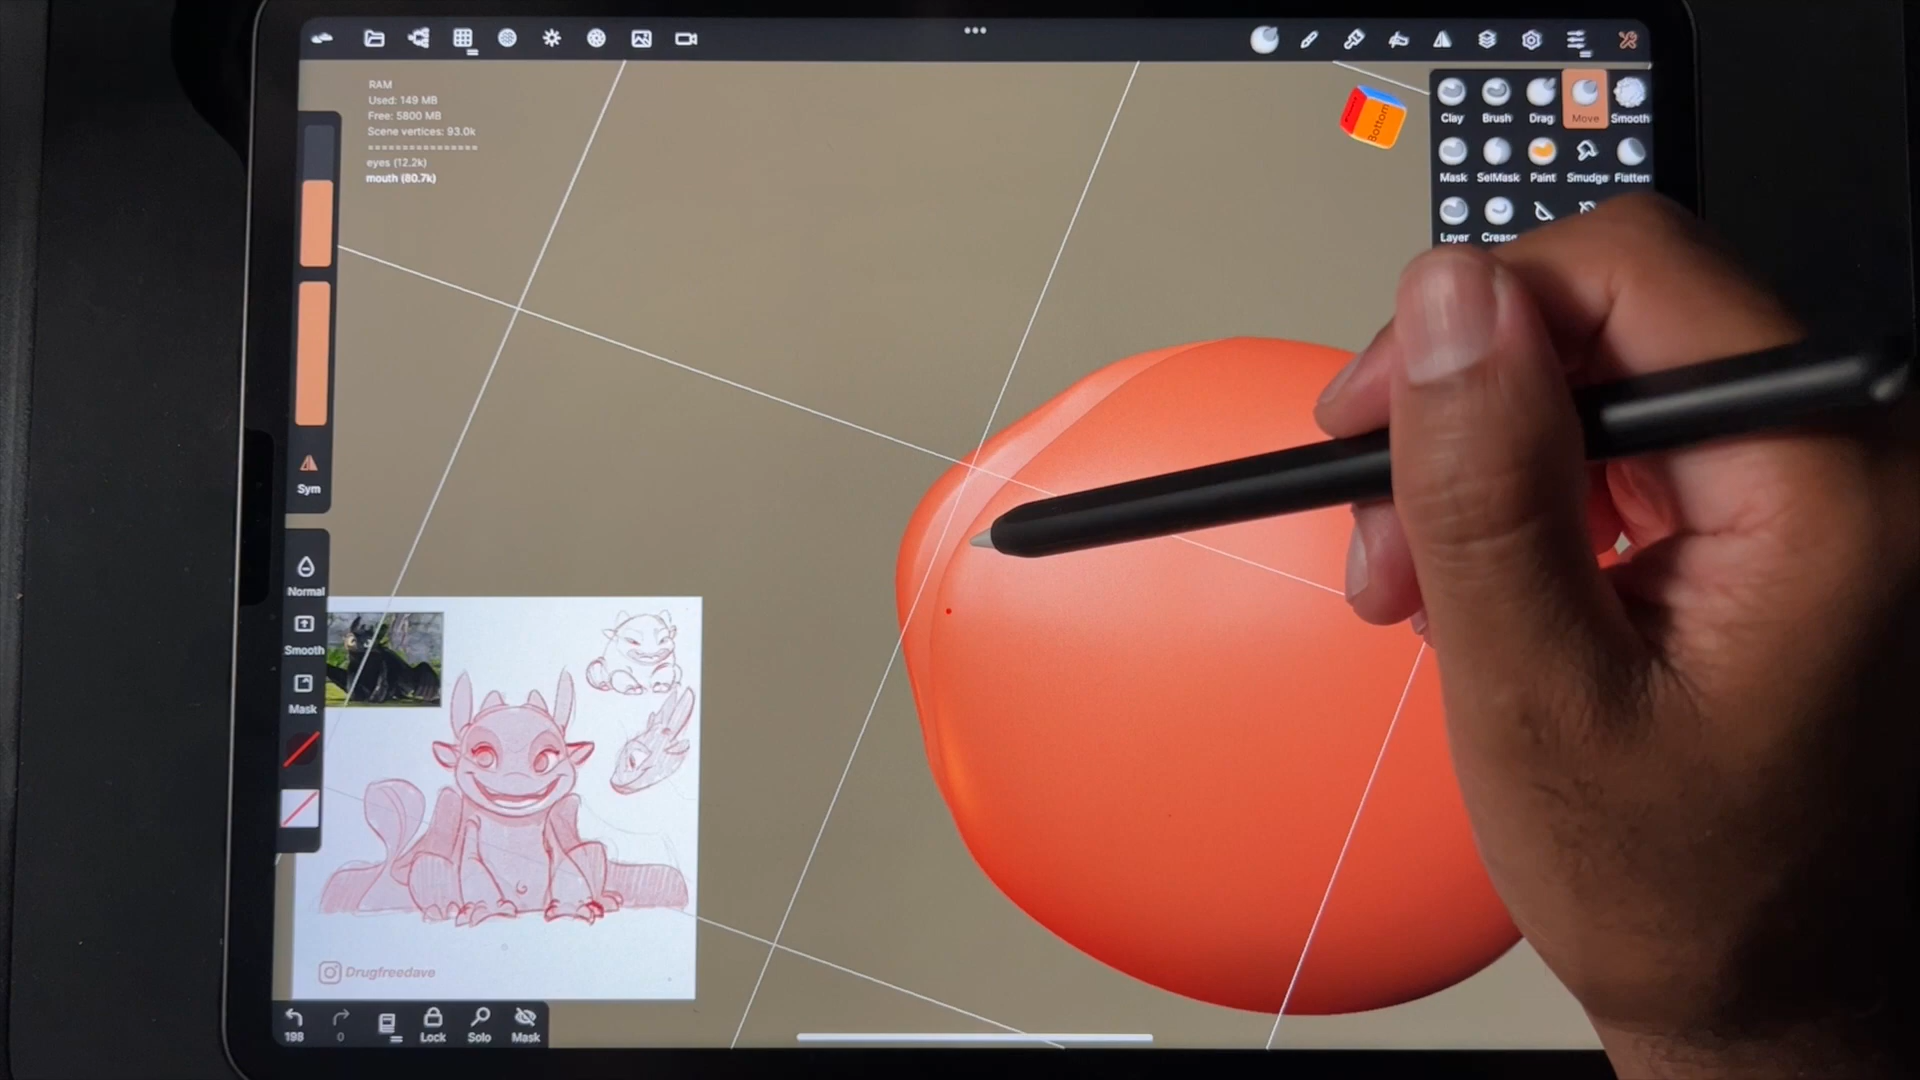 RAM
Used: 149 MB
Free: 5800 MB
Scene vertices: 93.0k
================
eyes (12.2k)
mouth (80.7k)
Bottom
Clay Brush Drag Move Smooth
Mask SelMask Paint Smudge Flatten
Layer Crease
Sym
Normal
Smooth
Mask
Drugfreedave
198 0 Lock Solo Mask